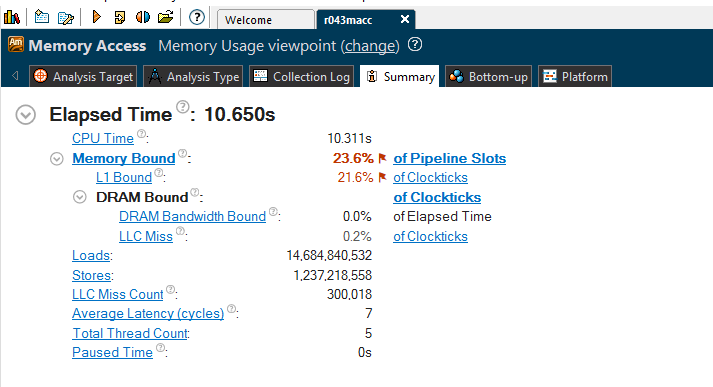 Welcome r043macc
Am Memory Access Memory Usage viewpoint (change) ?
Analysis Target Analysis Type Collection Log Summary Bottom-up Platform
Elapsed Time ?: 10.650s
CPU Time ?: 10.311s
Memory Bound ?: 23.6% of Pipeline Slots
L1 Bound ?: 21.6% of Clockticks
DRAM Bound ?: of Clockticks
DRAM Bandwidth Bound ?: 0.0% of Elapsed Time
LLC Miss ?: 0.2% of Clockticks
Loads: 14,684,840,532
Stores: 1,237,218,558
LLC Miss Count ?: 300,018
Average Latency (cycles) ?: 7
Total Thread Count: 5
Paused Time ?: 0s